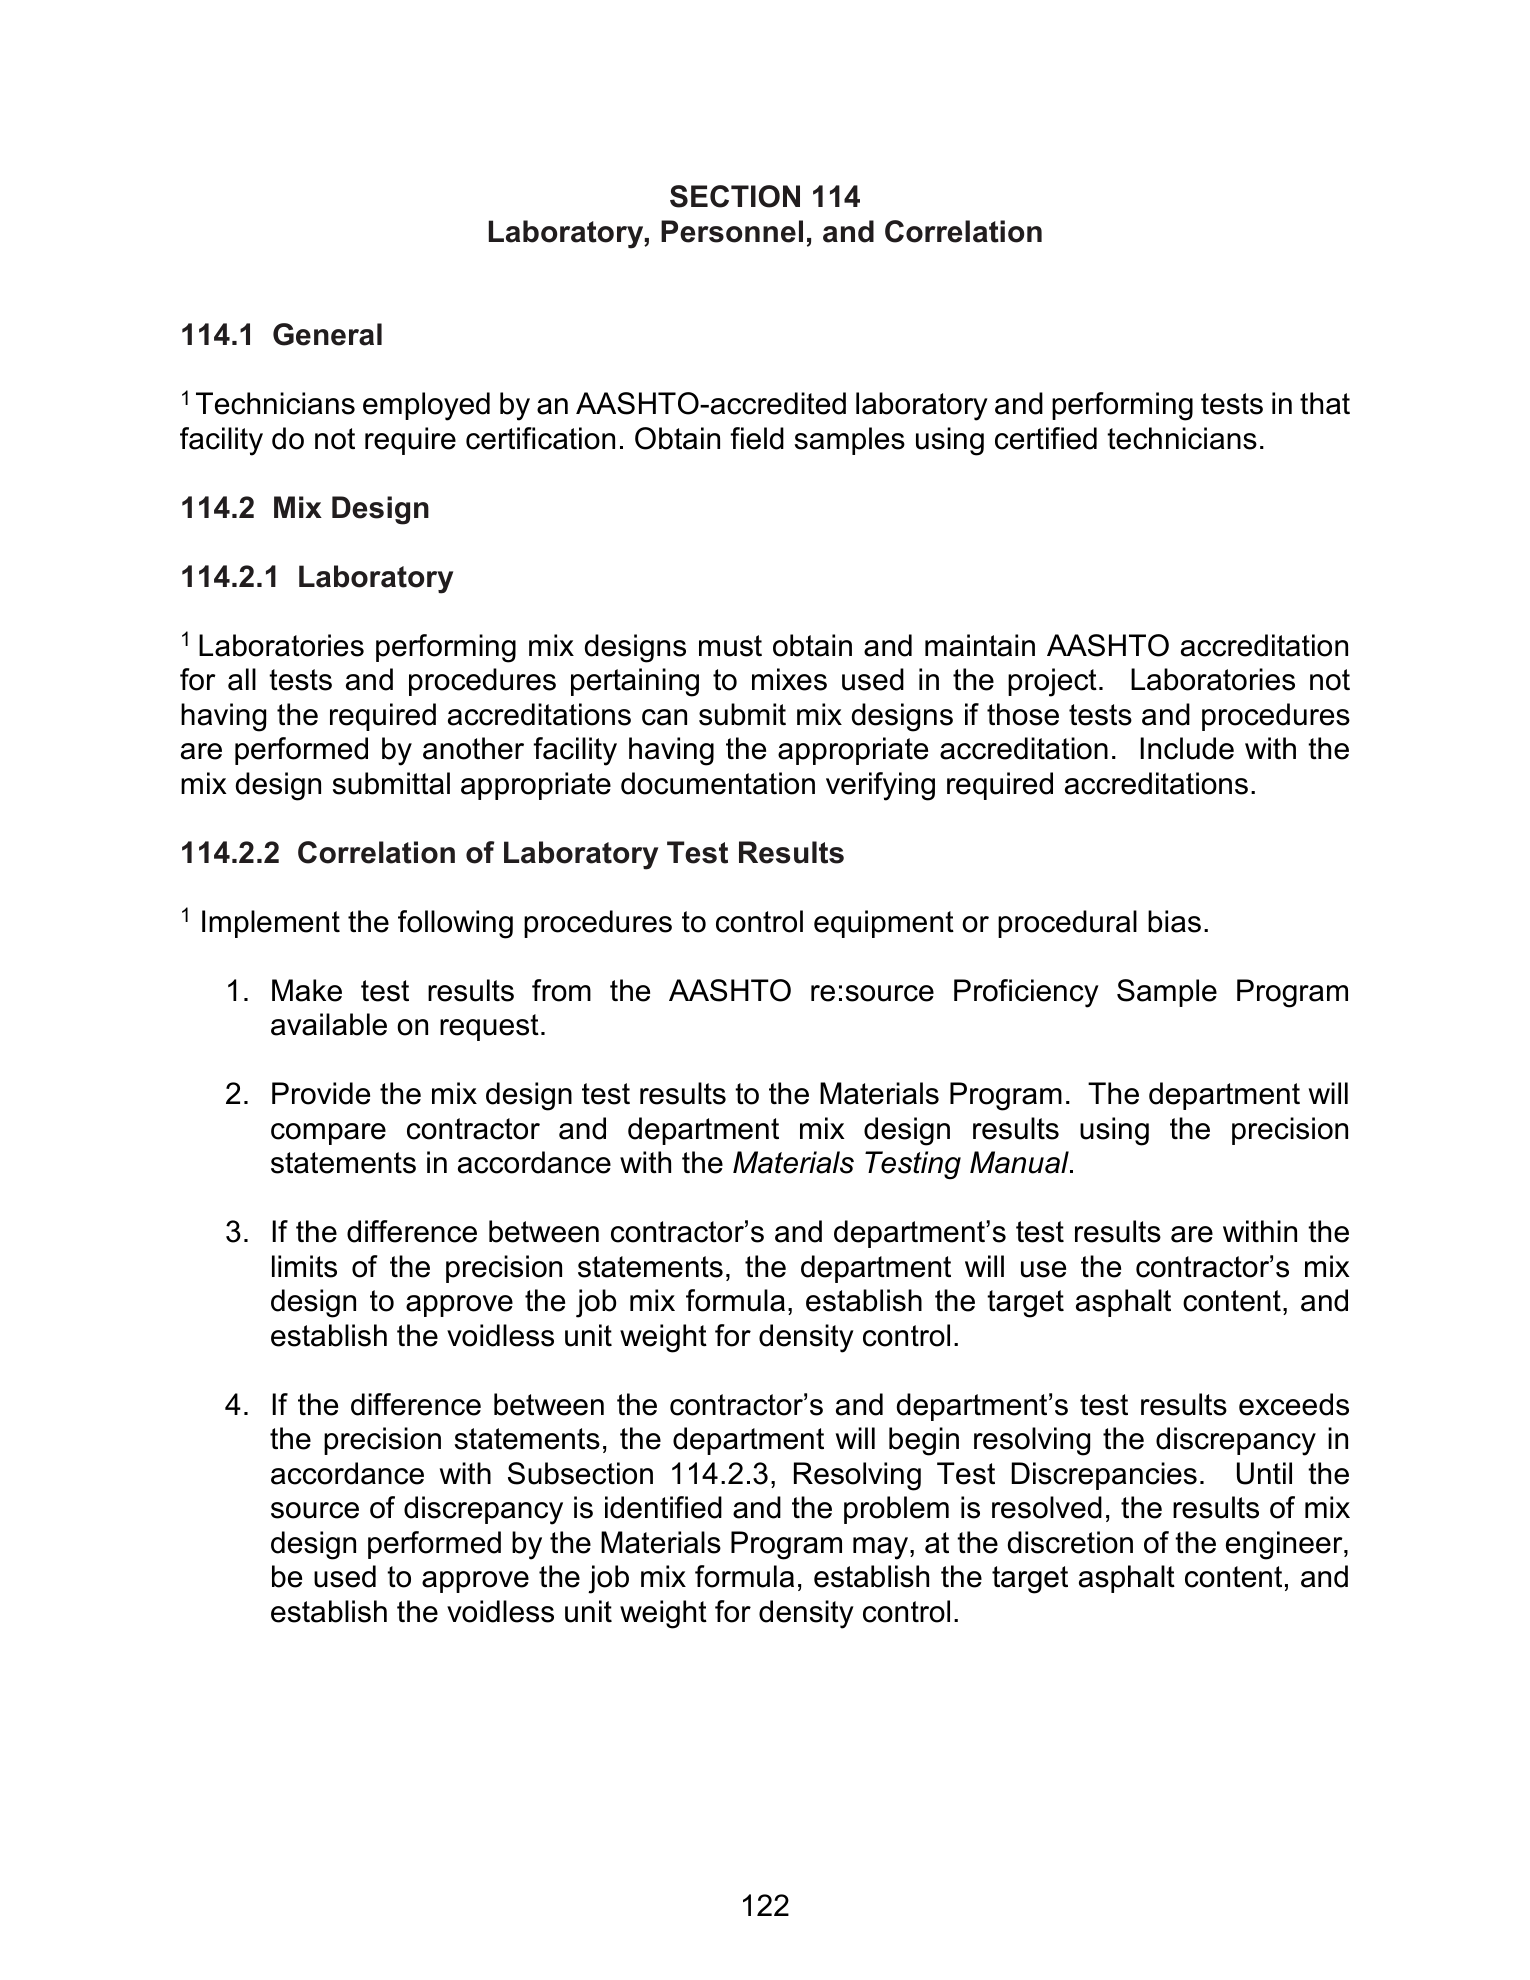 SECTION 114
Laboratory, Personnel, and Correlation
114.1  General
1 Technicians employed by an AASHTO-accredited laboratory and performing tests in that
facility do not require certification. Obtain field samples using certified technicians.
114.2  Mix Design
114.2.1  Laboratory
1 Laboratories performing mix designs must obtain and maintain AASHTO accreditation
for all tests and procedures pertaining to mixes used in the project.  Laboratories not
having the required accreditations can submit mix designs if those tests and procedures
are performed by another facility having the appropriate accreditation.  Include with the
mix design submittal appropriate documentation verifying required accreditations.
114.2.2  Correlation of Laboratory Test Results
1 Implement the following procedures to control equipment or procedural bias.
1. Make test results from the AASHTO re:source Proficiency Sample Program
available on request.
2. Provide the mix design test results to the Materials Program.  The department will
compare contractor and department mix design results using the precision
statements in accordance with the Materials Testing Manual.
3. If the difference between contractor’s and department’s test results are within the
limits of the precision statements, the department will use the contractor’s mix
design to approve the job mix formula, establish the target asphalt content, and
establish the voidless unit weight for density control.
4. If the difference between the contractor’s and department’s test results exceeds
the precision statements, the department will begin resolving the discrepancy in
accordance with Subsection 114.2.3, Resolving Test Discrepancies.  Until the
source of discrepancy is identified and the problem is resolved, the results of mix
design performed by the Materials Program may, at the discretion of the engineer,
be used to approve the job mix formula, establish the target asphalt content, and
establish the voidless unit weight for density control.
122